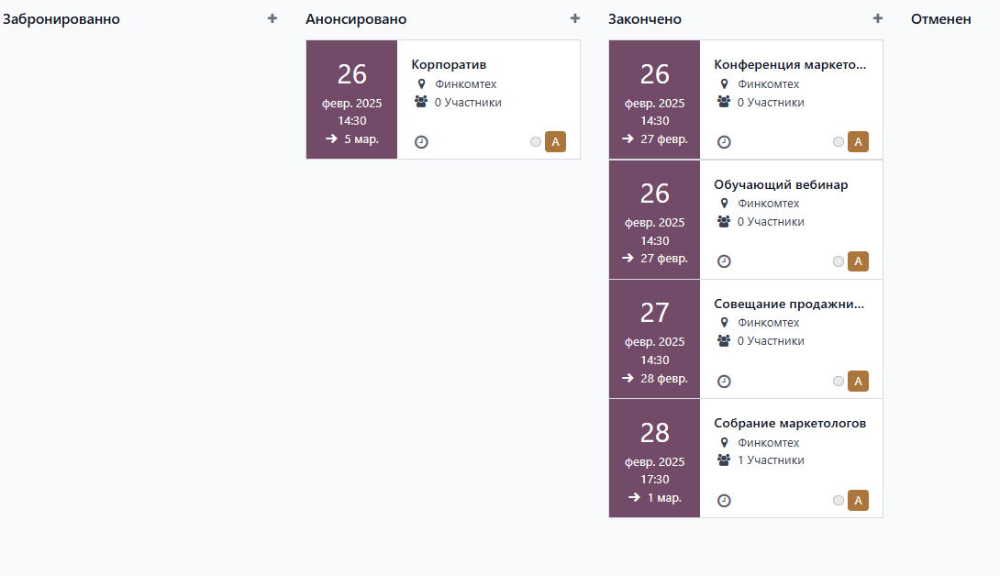 Забронированно
Анонсировано
Закончено
Отменен
26
февр. 2025
14:30
5 мар.
Корпоратив
Финкомтех
0 Участники
A
26
февр. 2025
14:30
27 февр.
Конференция маркето...
Финкомтех
0 Участники
A
26
февр. 2025
14:30
27 февр.
Обучающий вебинар
Финкомтех
0 Участники
A
27
февр. 2025
14:30
28 февр.
Совещание продажни...
Финкомтех
0 Участники
A
28
февр. 2025
17:30
1 мар.
Собрание маркетологов
Финкомтех
1 Участники
A